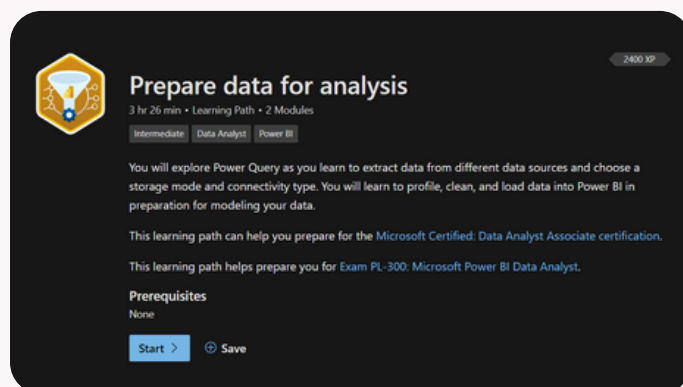 2400 XP
Prepare data for analysis
3 hr 26 min • Learning Path • 2 Modules
Intermediate Data Analyst Power BI
You will explore Power Query as you learn to extract data from different data sources and choose a
storage mode and connectivity type. You will learn to profile, clean, and load data into Power BI in
preparation for modeling your data.
This learning path can help you prepare for the Microsoft Certified: Data Analyst Associate certification.
This learning path helps prepare you for Exam PL-300: Microsoft Power BI Data Analyst.
Prerequisites
None
Start > Save